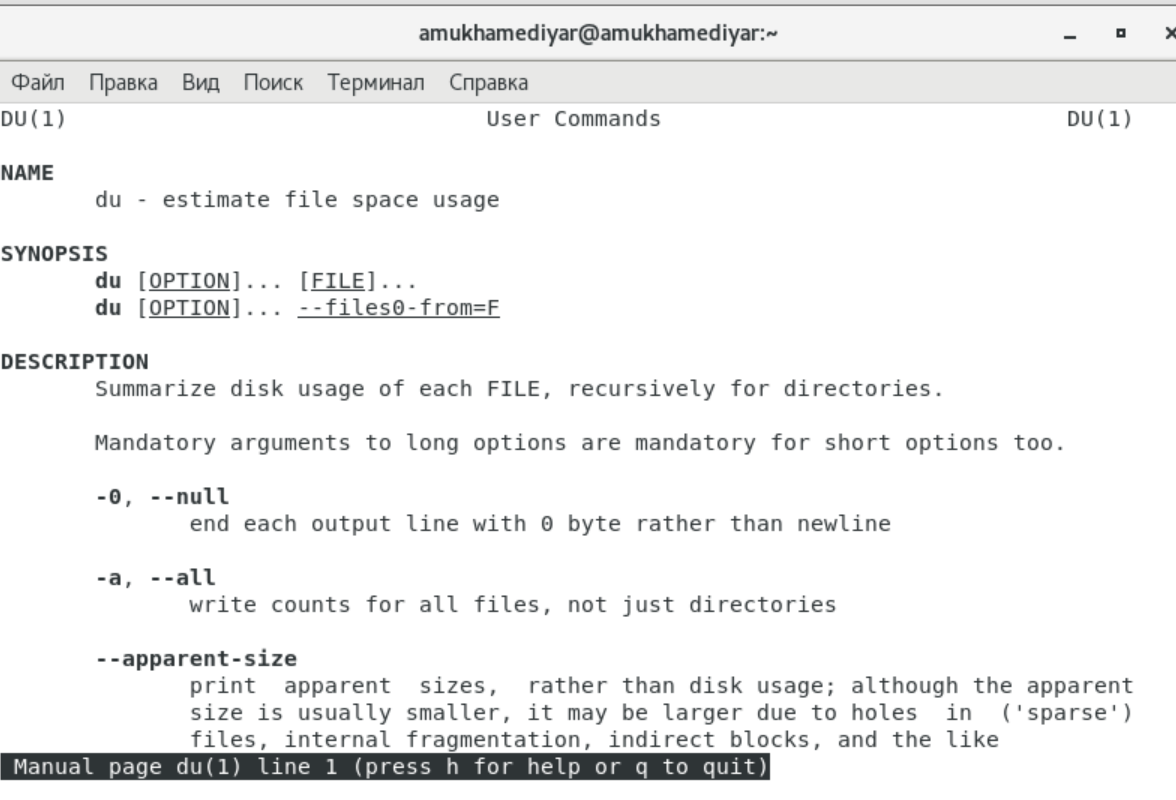 amukhamediyar@amukhamediyar:~
Файл Правка Вид Поиск Терминал Справка
DU(1) User Commands DU(1)
NAME
du - estimate file space usage
SYNOPSIS
du [OPTION]... [FILE]...
du [OPTION]... --files0-from=F
DESCRIPTION
Summarize disk usage of each FILE, recursively for directories.
Mandatory arguments to long options are mandatory for short options too.
-0, --null
end each output line with 0 byte rather than newline
-a, --all
write counts for all files, not just directories
--apparent-size
print apparent sizes, rather than disk usage; although the apparent
size is usually smaller, it may be larger due to holes in ('sparse')
files, internal fragmentation, indirect blocks, and the like
Manual page du(1) line 1 (press h for help or q to quit)